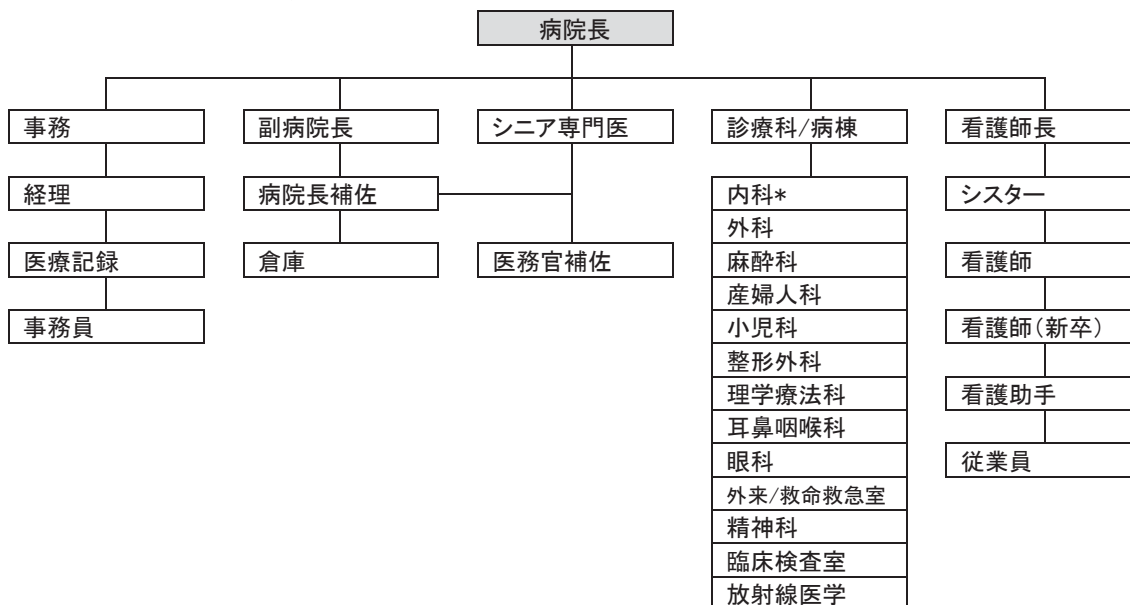 病院長
事務
副病院長
シニア専門医
診療科/病棟
看護師長
経理
病院長補佐
内科*
シスター
外科
医療記録
倉庫
医務官補佐
麻酔科
看護師
産婦人科
事務員
小児科
看護師(新卒)
整形外科
理学療法科
看護助手
耳鼻咽喉科
眼科
従業員
外来/救命救急室
精神科
臨床検査室
放射線医学